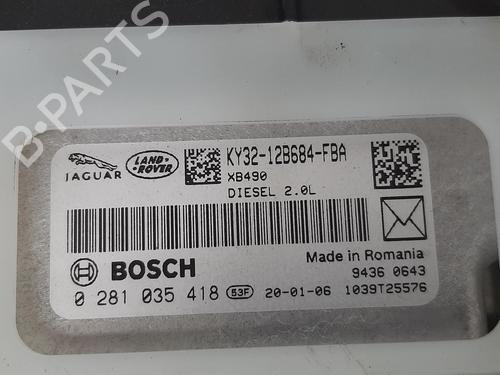 B-PARTS
JAGUAR
LAND-
ROVER
KY32-12B684-FBA
XB490
DIESEL 2.0L
BOSCH
Made in Romania
9436 0643
0 281 035 418 53F 20-01-06 1039T25576